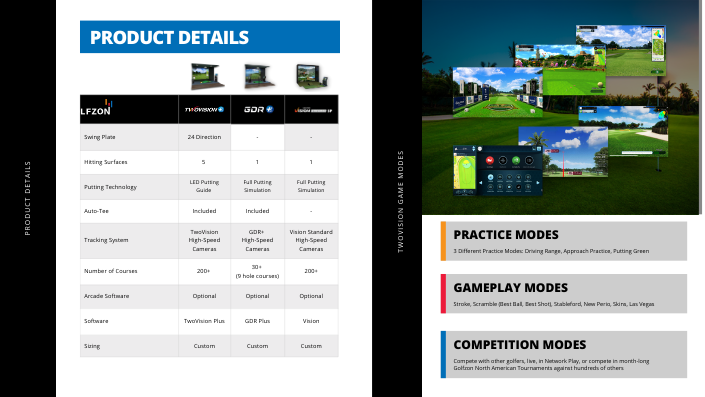 PRODUCT DETAILS
PRODUCT DETAILS
LFZON
TWOVISION
GDR
Swing Plate
24 Direction
-
-
Hitting Surfaces
5
1
1
Putting Technology
LED Putting
Guide
Full Putting
Simulation
Full Putting
Simulation
Auto-Tee
Included
Included
-
Tracking System
TwoVision
High-Speed
Cameras
GDR+
High-Speed
Cameras
Vision Standard
High-Speed
Cameras
Number of Courses
200+
30+
(9 hole courses)
200+
Arcade Software
Optional
Optional
Optional
Software
TwoVision Plus
GDR Plus
Vision
Sizing
Custom
Custom
Custom
TWOVISION GAME MODES
PRACTICE MODES
3 Different Practice Modes: Driving Range, Approach Practice, Putting Green
GAMEPLAY MODES
Stroke, Scramble (Best Ball, Best Shot), Stableford, New Perio, Skins, Las Vegas
COMPETITION MODES
Compete with other golfers, live, in Network Play, or compete in month-long
Golfzon North American Tournaments against hundreds of others